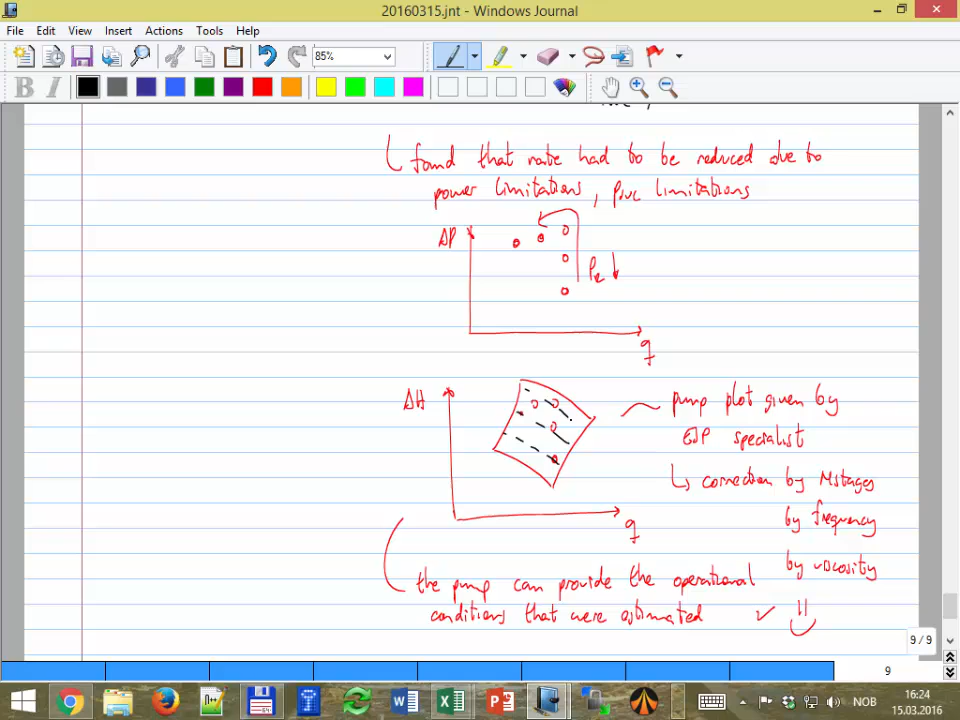 20160315.jnt - Windows Journal
File Edit View Insert Actions Tools Help
85%
B I
found that rate had to be reduced due to
power limitations, pwc limitations
ΔP
PR ↓
q
ΔH
pump plot given by
ESP specialist
correction by Nstages
by frequency
by viscosity
q
the pump can provide the operational
conditions that were estimated ✓
9 / 9
9
NOB
16:24
15.03.2016